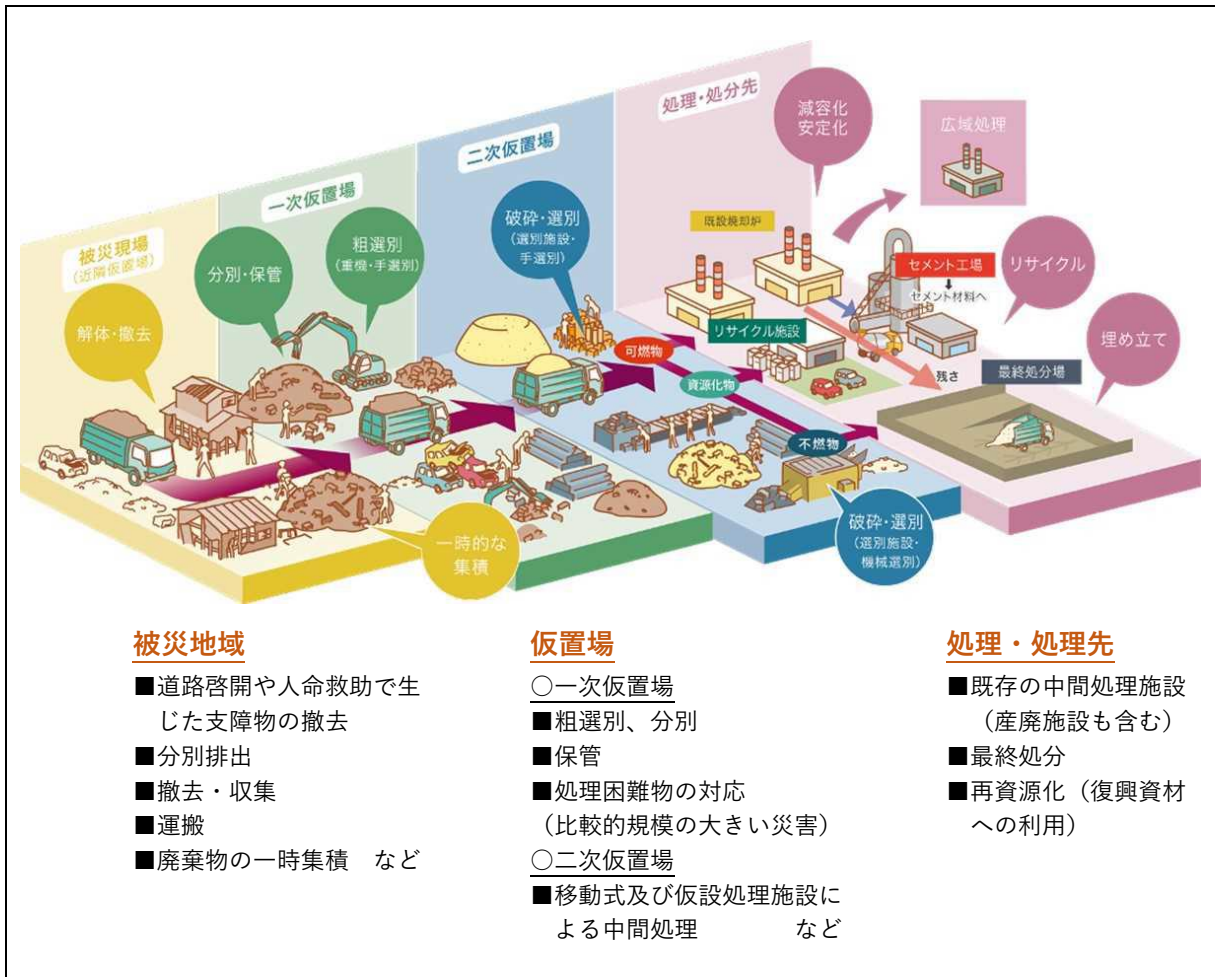 被災現場
(近隣仮置場)
解体・撤去
一時的な
集積
一次仮置場
分別・保管
粗選別
(重機・手選別)
二次仮置場
破砕・選別
(選別施設・
手選別)
可燃物
資源化物
不燃物
破砕・選別
(選別施設・
機械選別)
処理・処分先
減容化
安定化
広域処理
既設焼却炉
セメント工場
セメント材料へ
リサイクル
リサイクル施設
残さ
最終処分場
埋め立て
被災地域
■道路啓開や人命救助で生
じた支障物の撤去
■分別排出
■撤去・収集
■運搬
■廃棄物の一時集積　など
仮置場
○一次仮置場
■粗選別、分別
■保管
■処理困難物の対応
（比較的規模の大きい災害）
○二次仮置場
■移動式及び仮設処理施設に
よる中間処理　　　　など
処理・処理先
■既存の中間処理施設
（産廃施設も含む）
■最終処分
■再資源化（復興資材
への利用）